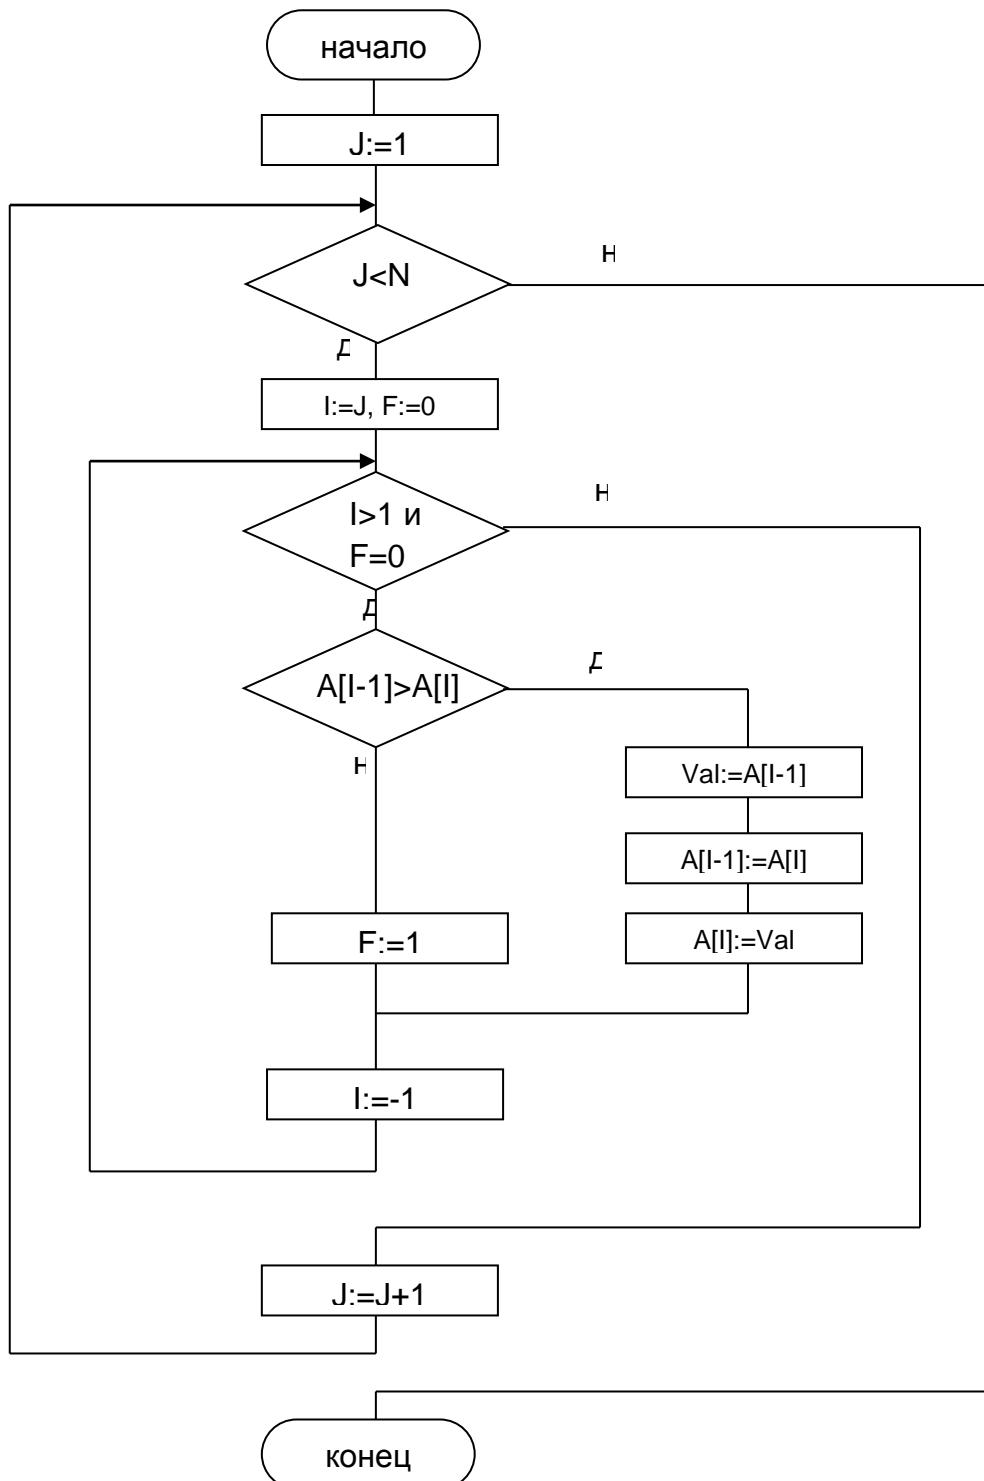 начало
J:=1
J<N
н
д
I:=J, F:=0
I>1 и
F=0
н
д
A[I-1]>A[I]
д
н
Val:=A[I-1]
A[I-1]:=A[I]
F:=1
A[I]:=Val
I:=-1
J:=J+1
конец